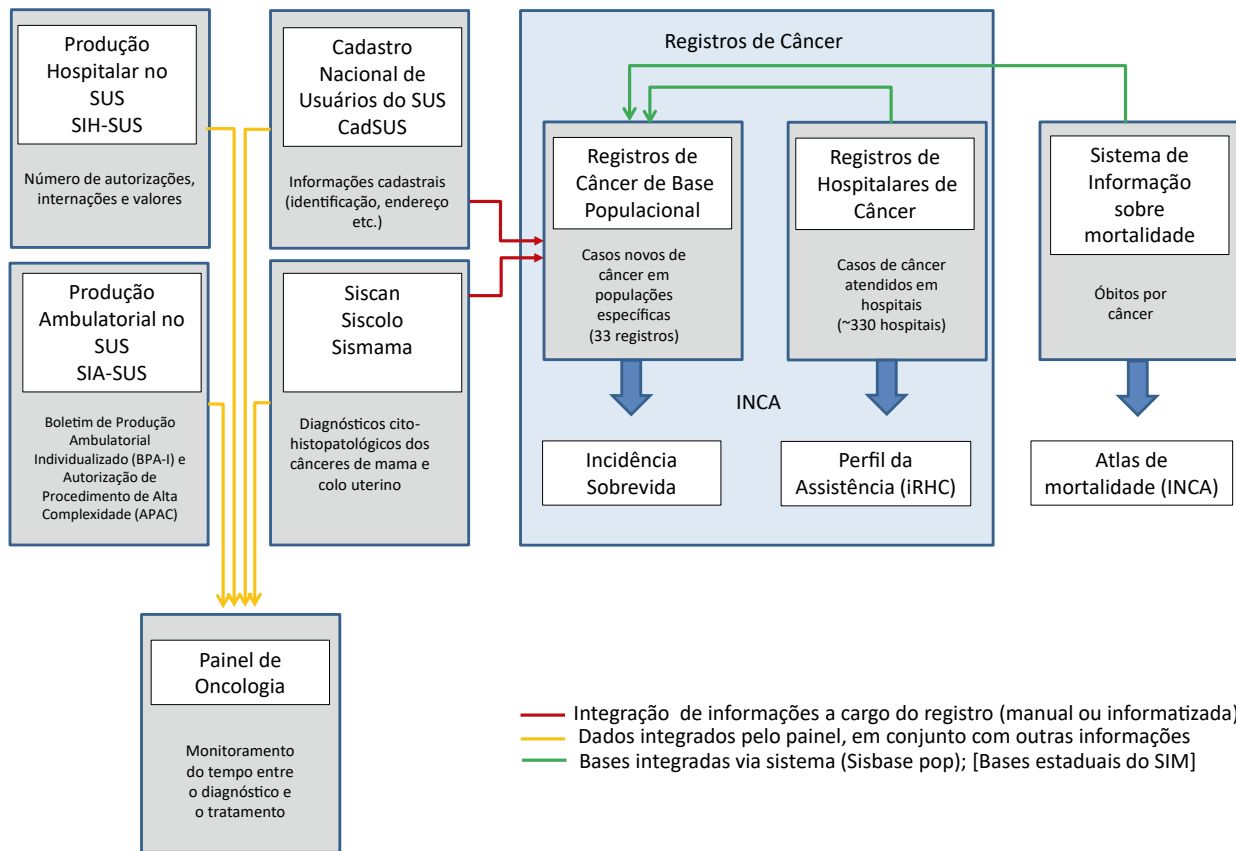 Produção
Hospitalar no
SUS
SIH-SUS
Número de autorizações,
internações e valores
Cadastro
Nacional de
Usuários do SUS
CadSUS
Informações cadastrais
(identificação, endereço
etc.)
Produção
Ambulatorial no
SUS
SIA-SUS
Boletim de Produção
Ambulatorial
Individualizado (BPA-I) e
Autorização de
Procedimento de Alta
Complexidade (APAC)
Siscan
Siscolo
Sismama
Diagnósticos cito-
histopatológicos dos
cânceres de mama e
colo uterino
Registros de Câncer
Registros de
Câncer de Base
Populacional
Casos novos de
câncer em
populações
específicas
(33 registros)
Registros de
Hospitalares de
Câncer
Casos de câncer
atendidos em
hospitais
(~330 hospitais)
Sistema de
Informação
sobre
mortalidade
Óbitos por
câncer
INCA
Incidência
Sobrevida
Perfil da
Assistência (iRHC)
Atlas de
mortalidade (INCA)
Painel de
Oncologia
Monitoramento
do tempo entre
o diagnóstico e
o tratamento
Integração de informações a cargo do registro (manual ou informatizada)
Dados integrados pelo painel, em conjunto com outras informações
Bases integradas via sistema (Sisbase pop); [Bases estaduais do SIM]